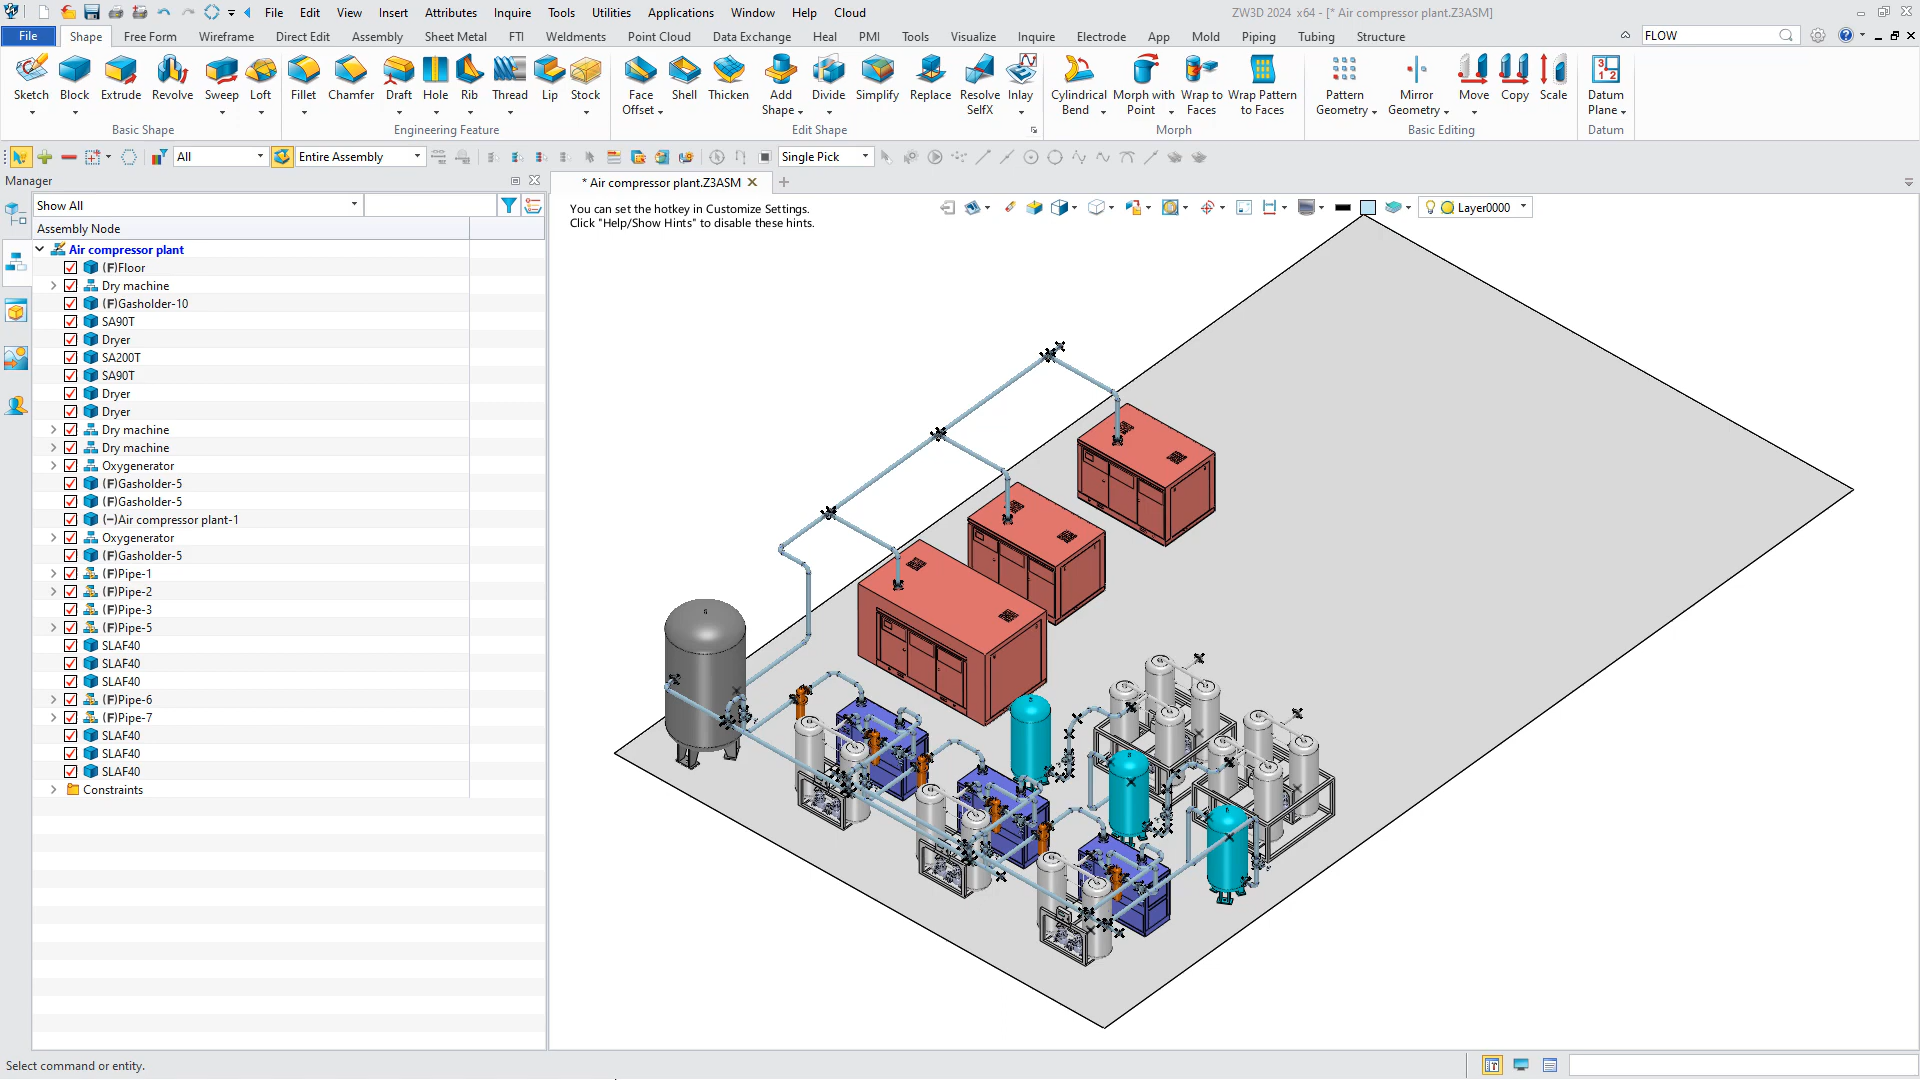 File Edit View Insert Attributes Inquire Tools Utilities Applications Window Help Cloud
ZW3D 2024 x64 - [* Air compressor plant.Z3ASM]
File Shape Free Form Wireframe Direct Edit Assembly Sheet Metal FTI Weldments Point Cloud Data Exchange Heal PMI Tools Visualize Inquire Electrode App Mold Piping Tubing Structure
FLOW
Sketch Block Extrude Revolve Sweep Loft
Basic Shape
Fillet Chamfer Draft Hole Rib Thread Lip Stock
Engineering Feature
Face Offset Shell Thicken Add Shape Divide Simplify Replace Resolve SelfX Inlay
Edit Shape
Cylindrical Bend Morph with Point Wrap to Faces Wrap Pattern to Faces
Morph
Pattern Geometry Mirror Geometry Move Copy Scale
Basic Editing
Datum Plane
Datum
All
Entire Assembly
Single Pick
Manager
* Air compressor plant.Z3ASM
Show All
Assembly Node
Air compressor plant
(F)Floor
Dry machine
(F)Gasholder-10
SA90T
Dryer
SA200T
SA90T
Dryer
Dryer
Dry machine
Dry machine
Oxygenerator
(F)Gasholder-5
(F)Gasholder-5
(−)Air compressor plant-1
Oxygenerator
(F)Gasholder-5
(F)Pipe-1
(F)Pipe-2
(F)Pipe-3
(F)Pipe-5
SLAF40
SLAF40
SLAF40
(F)Pipe-6
(F)Pipe-7
SLAF40
SLAF40
SLAF40
Constraints
You can set the hotkey in Customize Settings.
Click "Help/Show Hints" to disable these hints.
Layer0000
Select command or entity.